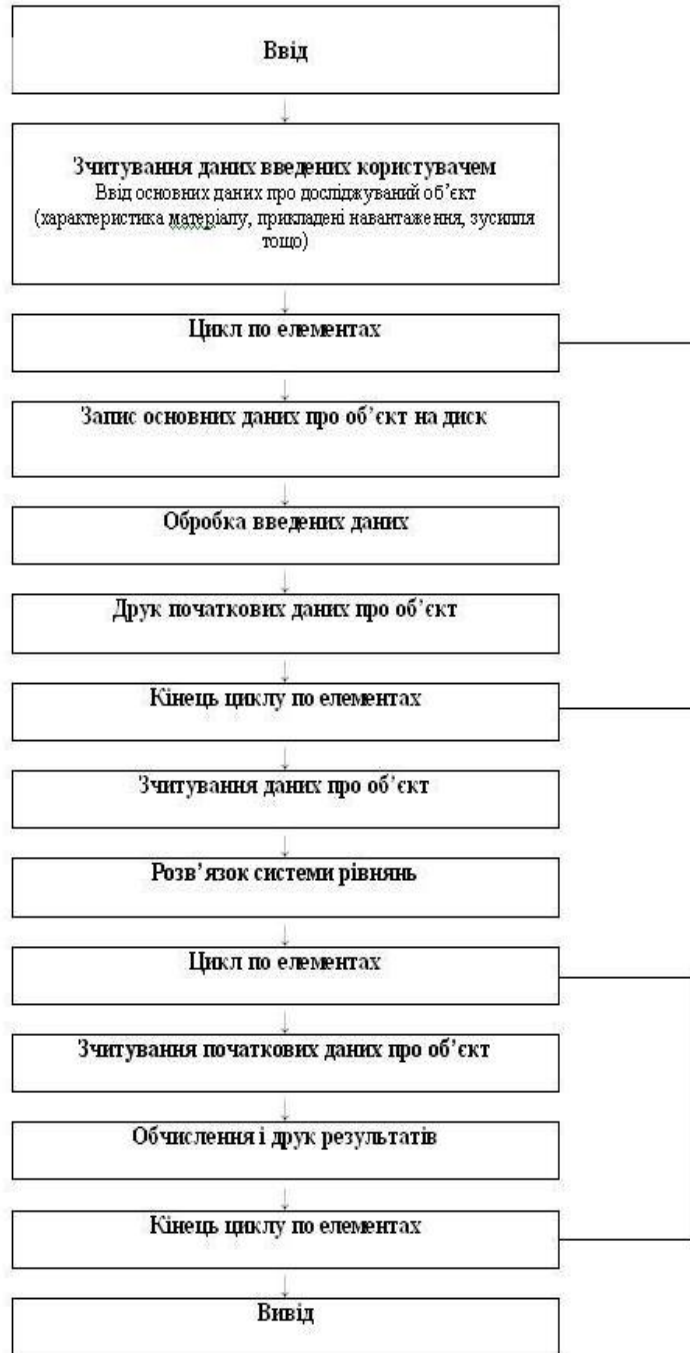 Ввід
Зчитування даних введених користувачем
Ввід основних даних про досліджуваний об’єкт
(характеристика матеріалу, прикладені навантаження, зусилля
тощо)
Цикл по елементах
Запис основних даних про об’єкт на диск
Обробка введених даних
Друк початкових даних про об’єкт
Кінець циклу по елементах
Зчитування даних про об’єкт
Розв’язок системи рівнянь
Цикл по елементах
Зчитування початкових даних про об’єкт
Обчислення і друк результатів
Кінець циклу по елементах
Вивід